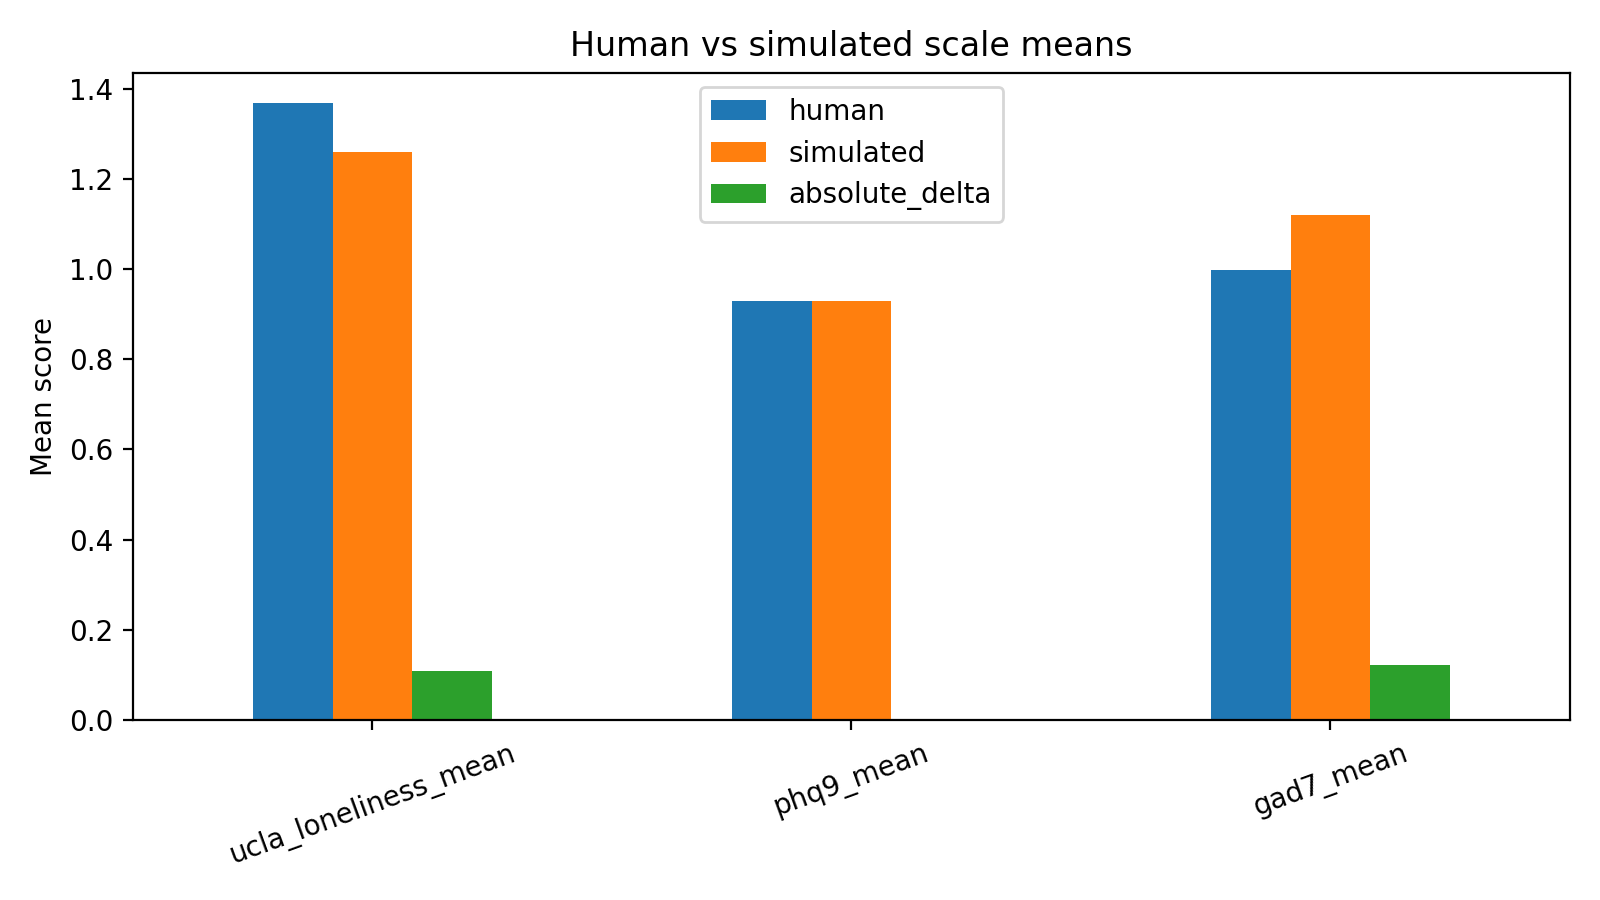 Human vs simulated scale means
human
simulated
absolute_delta
Mean score
1.4
1.2
1.0
0.8
0.6
0.4
0.2
0.0
ucla_loneliness_mean
phq9_mean
gad7_mean